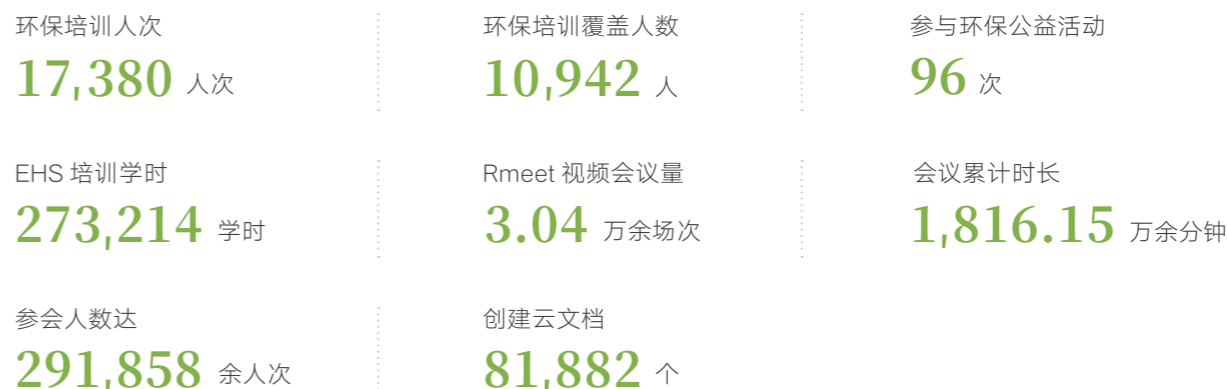 环保培训人次
17,380 人次
环保培训覆盖人数
10,942 人
参与环保公益活动
96 次
EHS 培训学时
273,214 学时
Rmeet 视频会议量
3.04 万余场次
会议累计时长
1,816.15 万余分钟
参会人数达
291,858 余人次
创建云文档
81,882 个